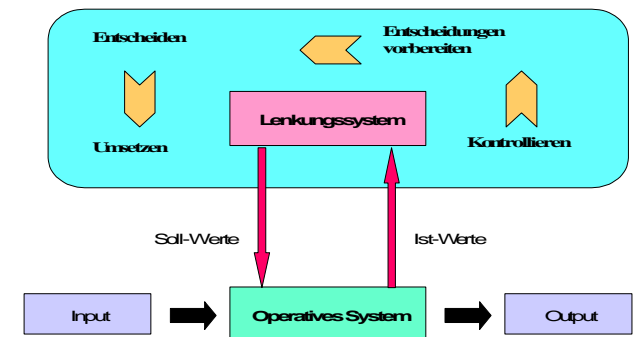 Entscheiden
Entscheidungen
vorbereiten
Lenkungssystem
Umsetzen
Kontrollieren
Soll-Werte
Ist-Werte
Input
Operatives System
Output